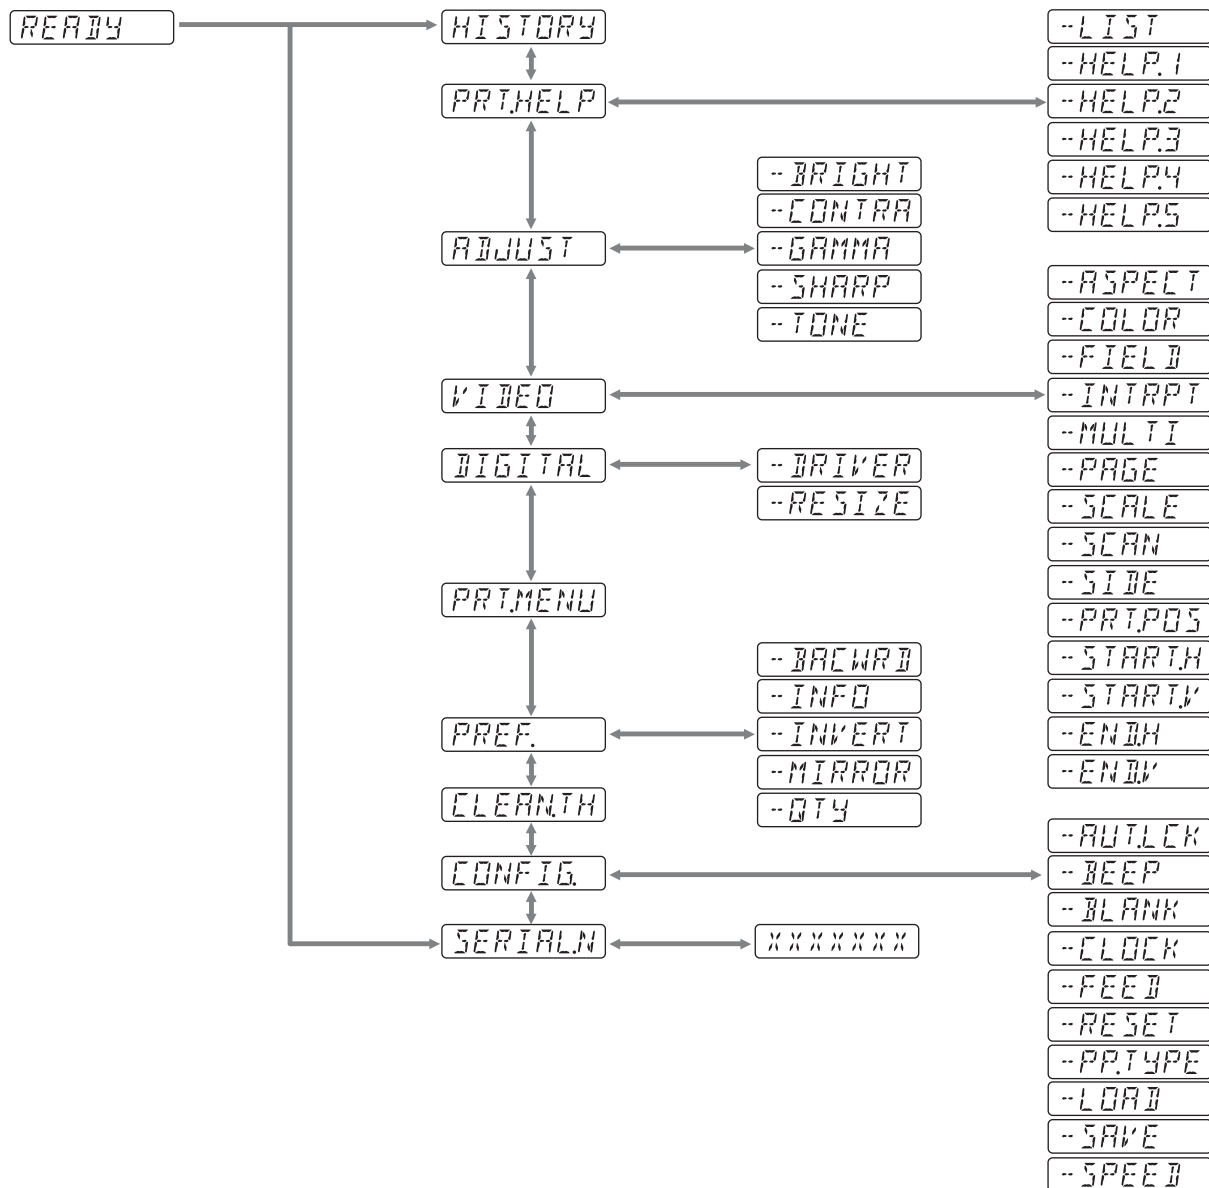 READY
HISTORY
PRT.HELP
ADJUST
VIDEO
DIGITAL
PRT.MENU
PREF.
CLEAN.TH
CONFIG.
SERIAL.N
-BRIGHT
-CONTRA
-GAMMA
-SHARP
-TONE
-DRIVER
-RESIZE
-BACWRD
-INFO
-INVERT
-MIRROR
-QTY
XXXXXXX
-LIST
-HELP.1
-HELP.2
-HELP.3
-HELP.4
-HELP.5
-ASPECT
-COLOR
-FIELD
-INTRPT
-MULTI
-PAGE
-SCALE
-SCAN
-SIDE
-PRT.POS
-START.H
-START.V
-END.H
-END.V
-AUT.LCK
-BEEP
-BLANK
-CLOCK
-FEED
-RESET
-PP.TYPE
-LOAD
-SAVE
-SPEED